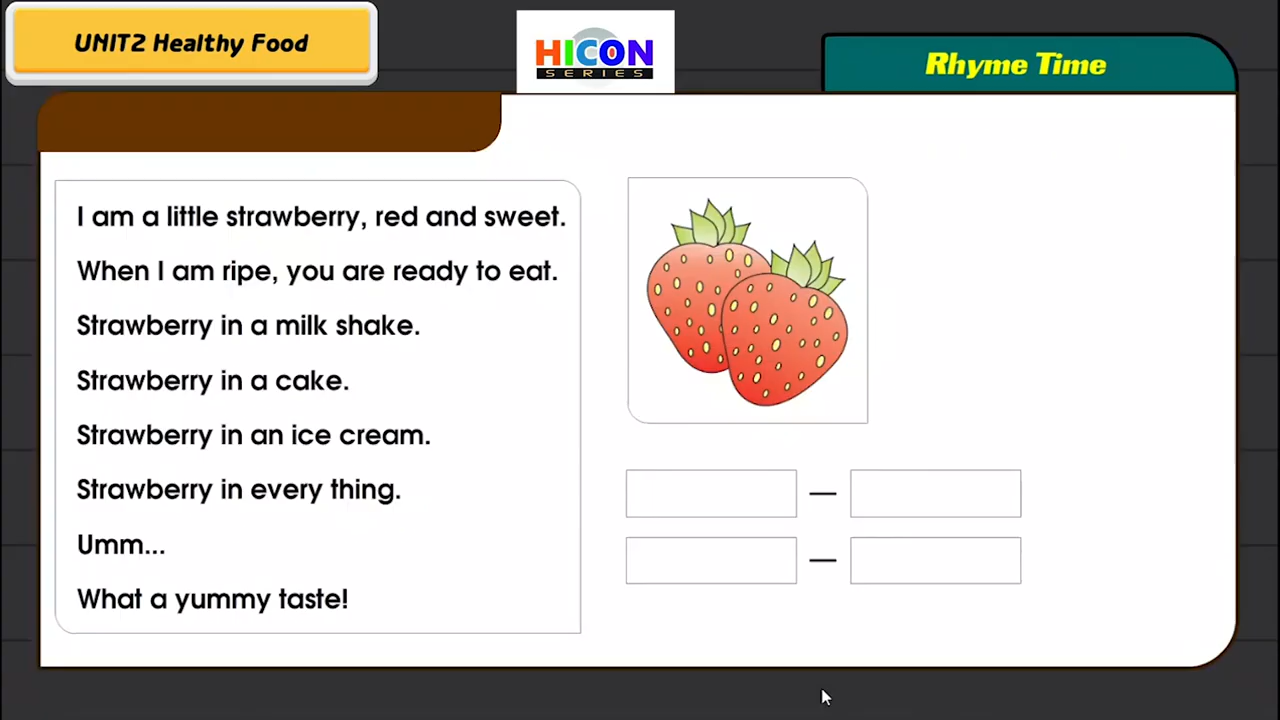 UNIT2 Healthy Food
HICON
SERIES
Rhyme Time
I am a little strawberry, red and sweet.
When I am ripe, you are ready to eat.
Strawberry in a milk shake.
Strawberry in a cake.
Strawberry in an ice cream.
Strawberry in every thing.
Umm...
What a yummy taste!